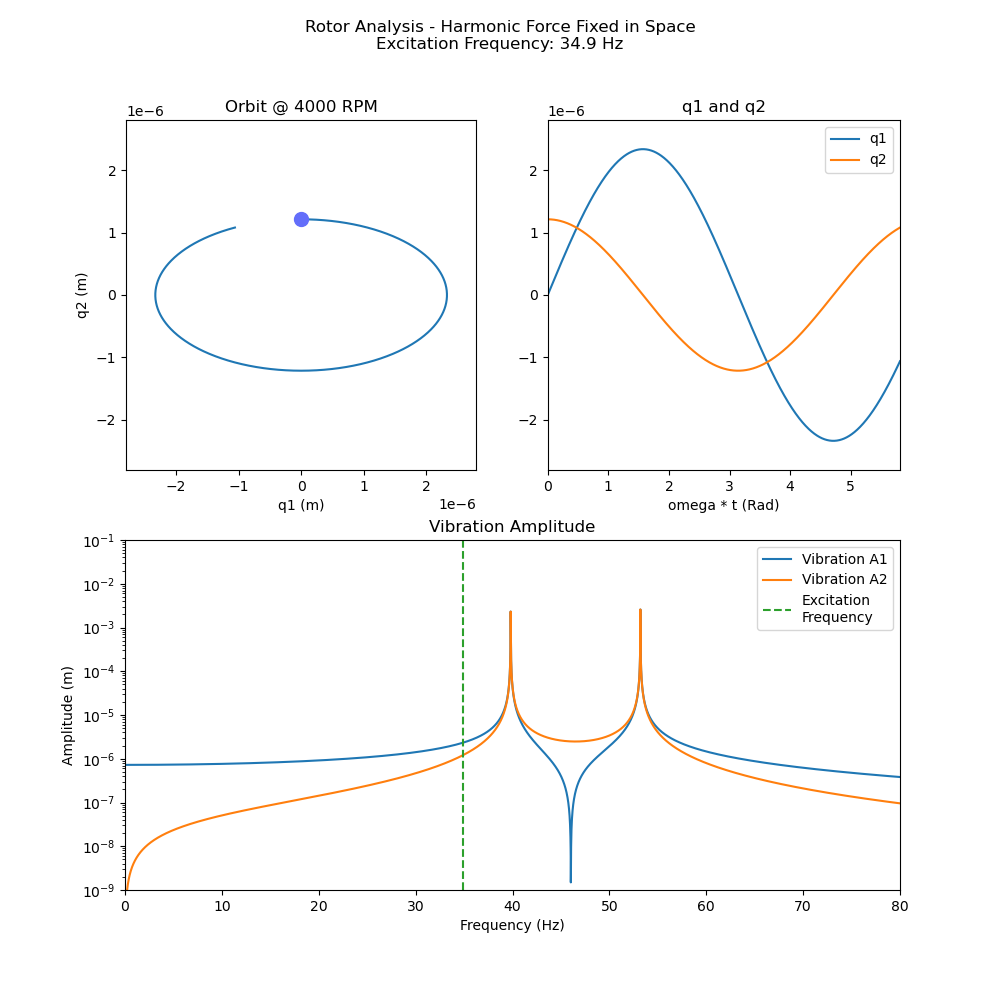 Rotor Analysis - Harmonic Force Fixed in Space
Excitation Frequency: 34.9 Hz
Orbit @ 4000 RPM
1e−6
2
1
0
−1
−2
q2 (m)
−2 −1 0 1 2
q1 (m)
1e−6
q1 and q2
1e−6
q1
q2
2
1
0
−1
−2
0 1 2 3 4 5
omega * t (Rad)
Vibration Amplitude
10⁻¹
10⁻²
10⁻³
10⁻⁴
10⁻⁵
10⁻⁶
10⁻⁷
10⁻⁸
10⁻⁹
Amplitude (m)
Vibration A1
Vibration A2
Excitation
Frequency
0 10 20 30 40 50 60 70 80
Frequency (Hz)